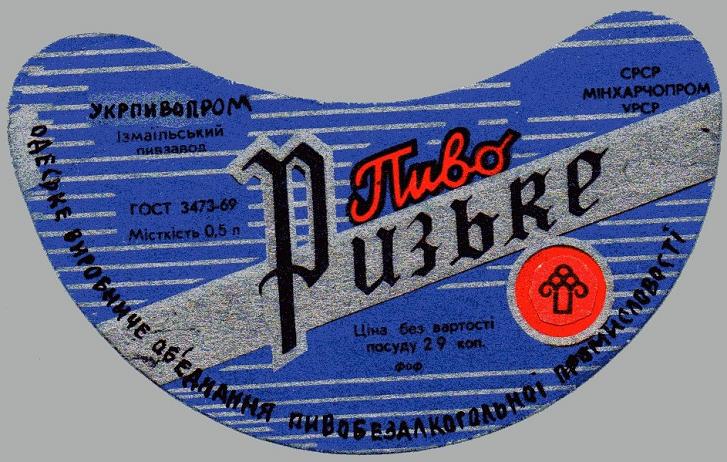 УКРПИВОПРОМ
Ізмаїльський
пивзавод
ГОСТ 3473-69
Місткість 0,5 л
СРСР
МІНХАРЧОПРОМ
УРСР
Пиво
Ризьке
Ціна без вартості
посуду 29 коп.
ФОФ
ОДЕСЬКЕ ВИРОБНИЧЕ ОБ'ЄДНАННЯ ПИВОБЕЗАЛКОГОЛЬНОЇ ПРОМИСЛОВОСТІ